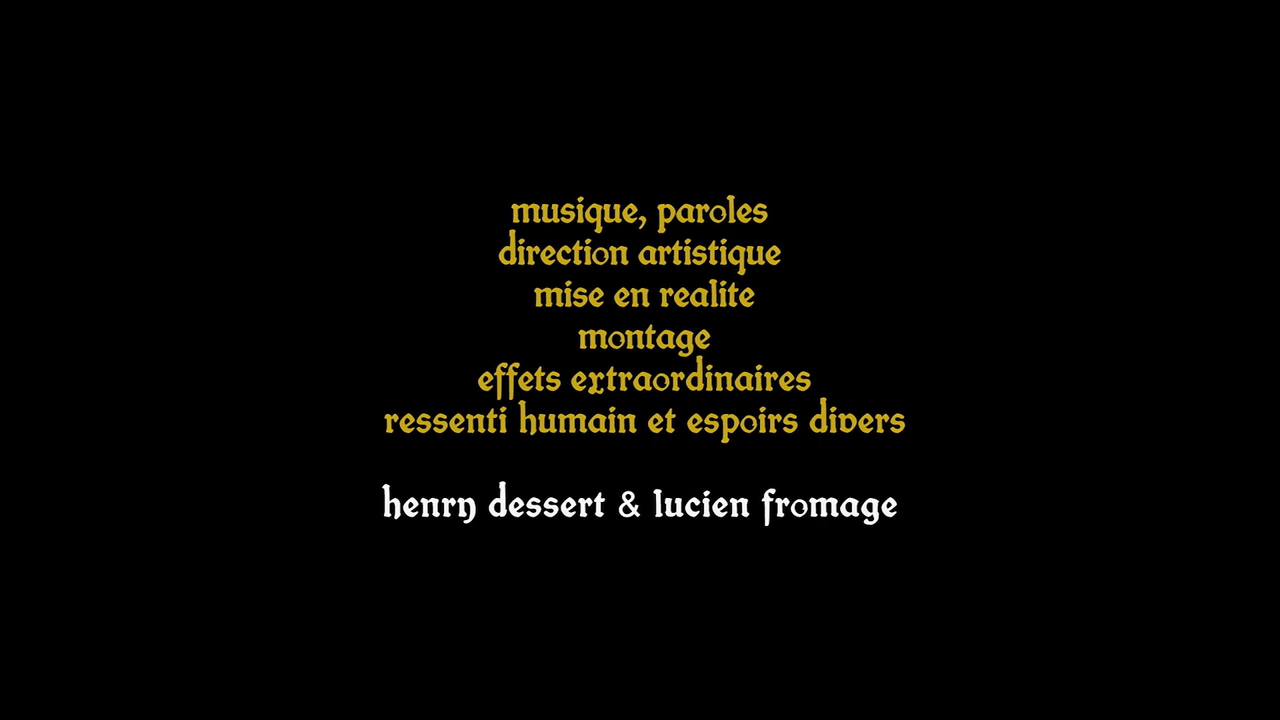 musique, paroles
direction artistique
mise en realite
montage
effets extraordinaires
ressenti humain et espoirs divers
henry dessert & lucien fromage